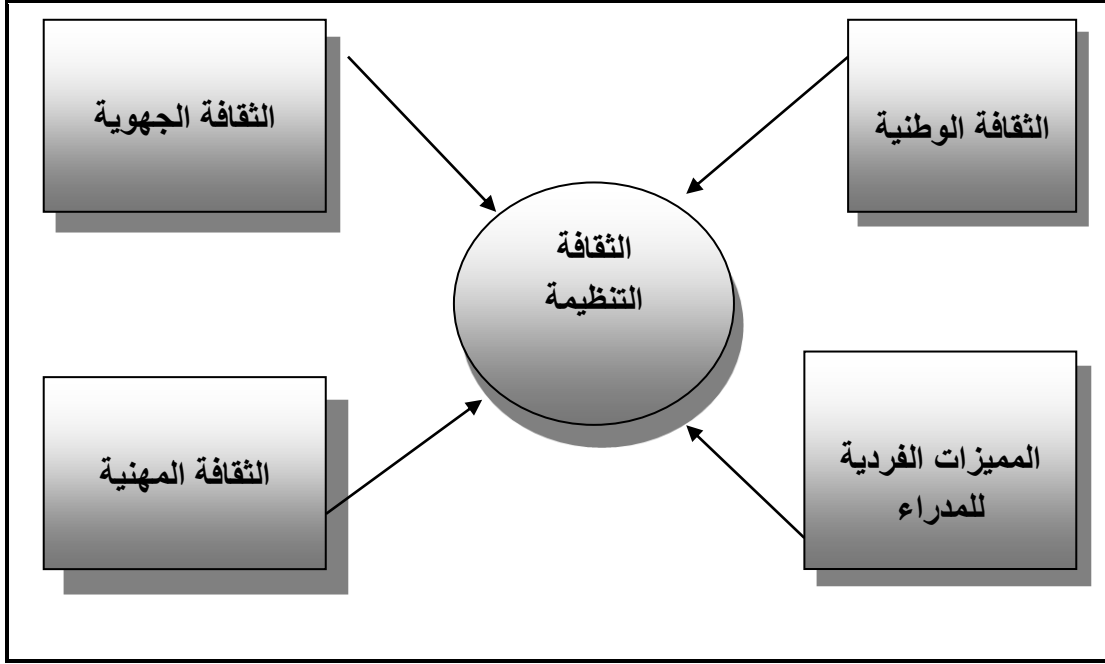 الثقافة الوطنية
الثقافة الجهوية
الثقافة
التنظيمة
المميزات الفردية
للمدراء
الثقافة المهنية